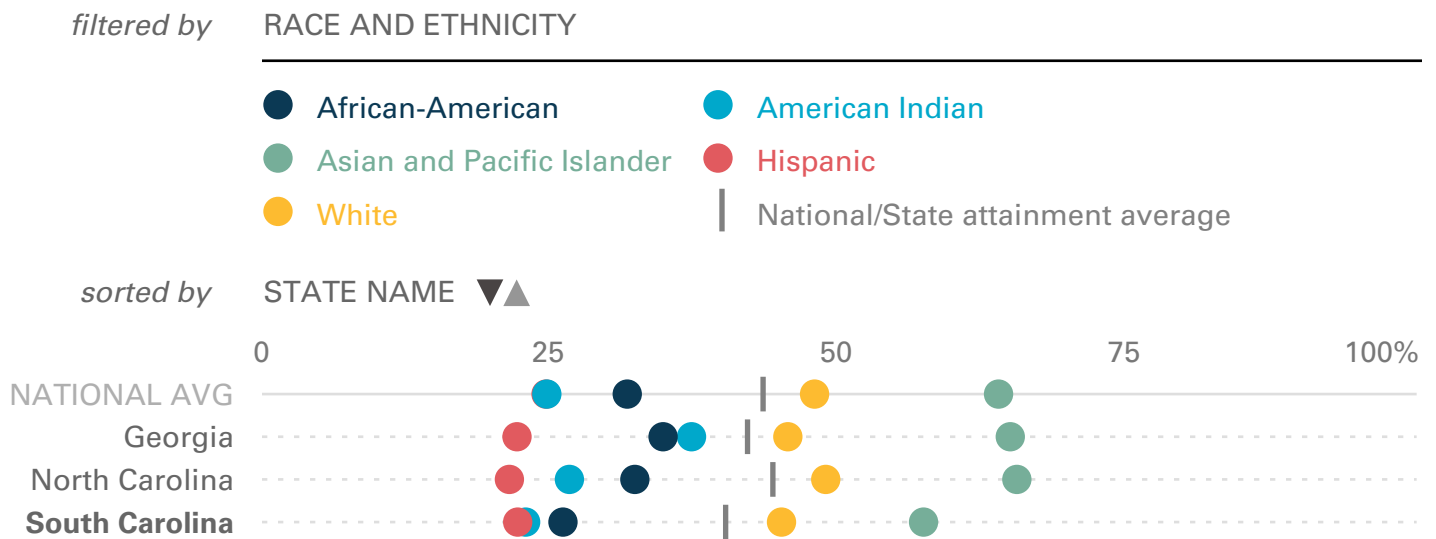 filtered by RACE AND ETHNICITY
African-American American Indian
Asian and Pacific Islander Hispanic
White National/State attainment average
sorted by STATE NAME
0 25 50 75 100%
NATIONAL AVG
Georgia
North Carolina
South Carolina